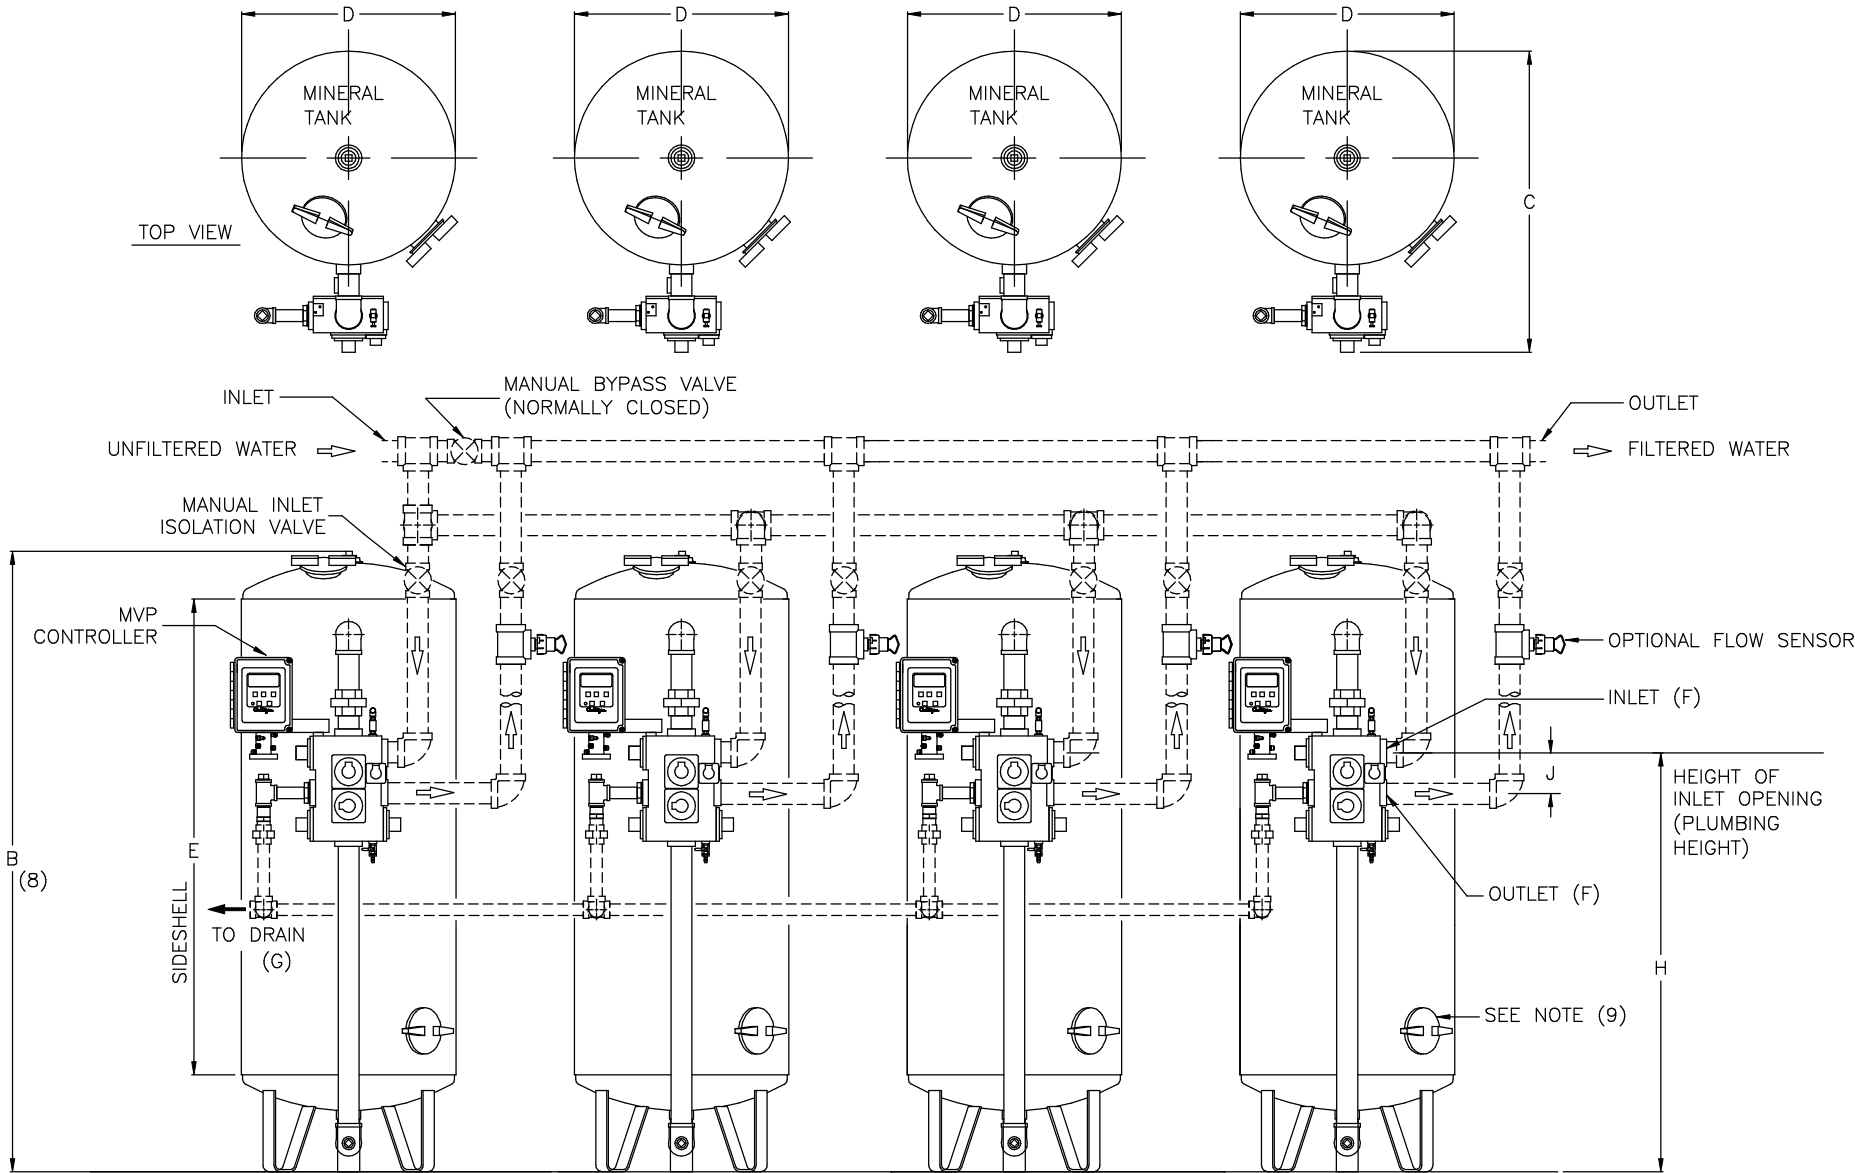 D
D
D
D
MINERAL
TANK
MINERAL
TANK
MINERAL
TANK
MINERAL
TANK
C
TOP VIEW
MANUAL BYPASS VALVE
(NORMALLY CLOSED)
INLET
OUTLET
UNFILTERED WATER
FILTERED WATER
MANUAL INLET
ISOLATION VALVE
MVP
CONTROLLER
OPTIONAL FLOW SENSOR
INLET (F)
J
HEIGHT OF
INLET OPENING
(PLUMBING
HEIGHT)
B
(8)
E
SIDESHELL
OUTLET (F)
TO DRAIN
(G)
H
SEE NOTE (9)